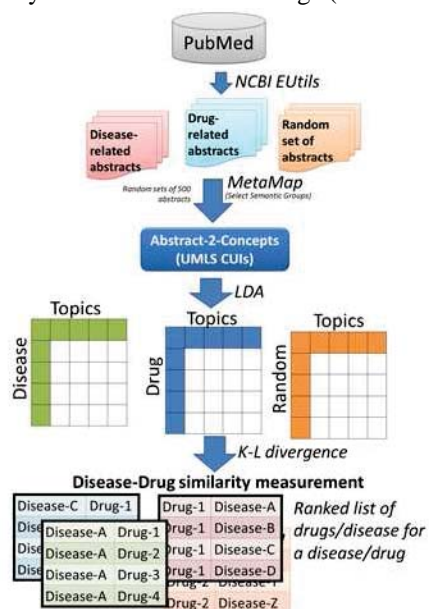 PubMed
NCBI EUtils
Disease-
related
abstracts
Drug-
related
abstracts
Random
set of
abstracts
Random sets of 500
abstracts
MetaMap
(Select Semantic Groups)
Abstract-2-Concepts
(UMLS CUIs)
LDA
Topics
Disease
Topics
Drug
Topics
Random
K-L divergence
Disease-Drug similarity measurement
Disease-C Drug-1
Disease-A Drug-1
Disease-A Drug-2
Disease-A Drug-3
Disease-A Drug-4
Drug-1 Disease-A
Drug-1 Disease-B
Drug-1 Disease-C
Drug-1 Disease-D
Drug-2 Disease-Z
Ranked list of
drugs/disease for
a disease/drug